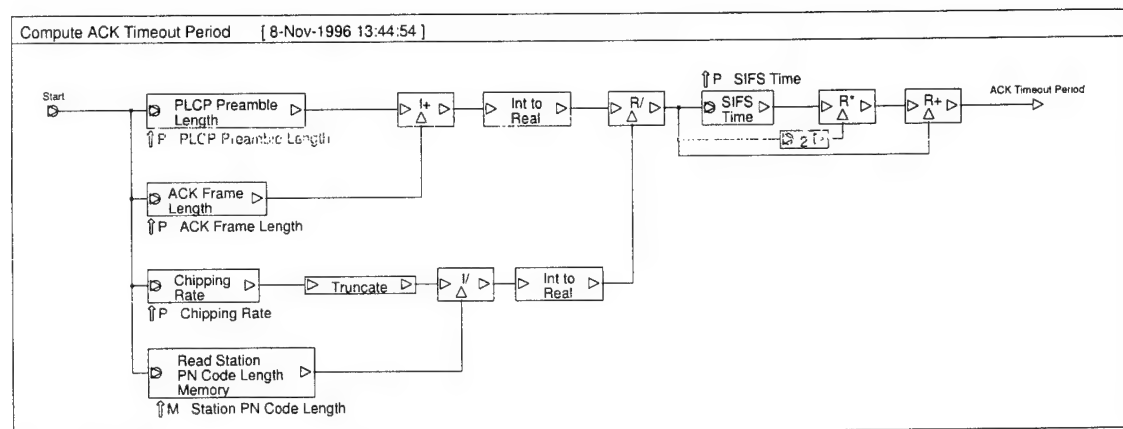 Compute ACK Timeout Period [ 8-Nov-1996 13:44:54 ]
Start
PLCP Preamble
Length
P PLCP Preamble Length
I+
Int to
Real
R/
P SIFS Time
SIFS
Time
R*
R+
ACK Timeout Period
2
ACK Frame
Length
P ACK Frame Length
Chipping
Rate
P Chipping Rate
Truncate
I/
Int to
Real
Read Station
PN Code Length
Memory
M Station PN Code Length